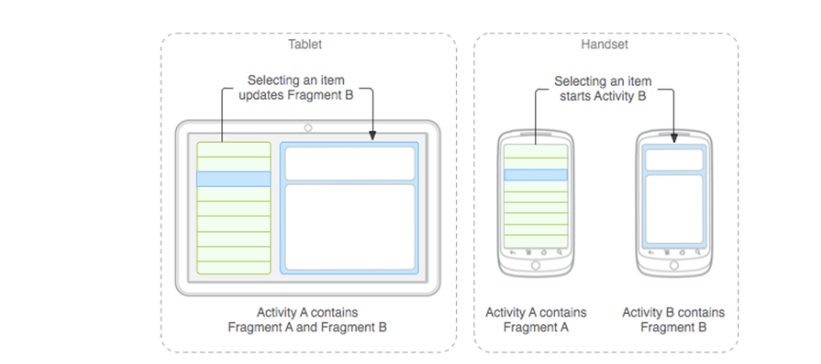 Tablet
Selecting an item
updates Fragment B
Activity A contains
Fragment A and Fragment B
Handset
Selecting an item
starts Activity B
Activity A contains
Fragment A
Activity B contains
Fragment B